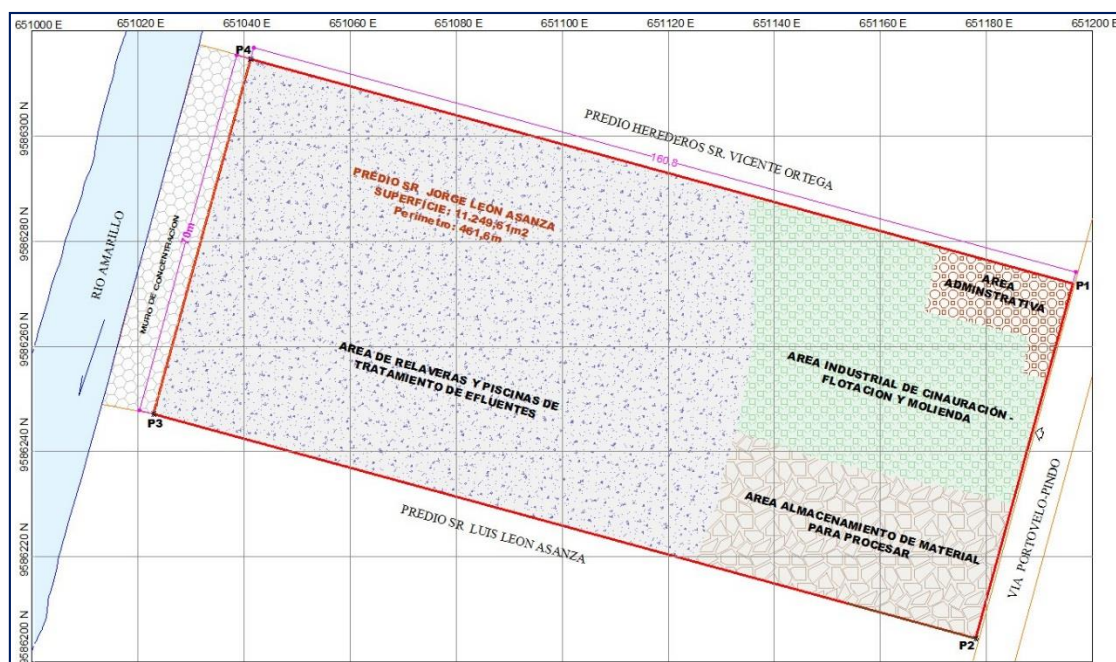 651000 E
651020 E
651040 E
651060 E
651080 E
651100 E
651120 E
651140 E
651160 E
651180 E
651200 E
P4
9586300 N
PREDIO HEREDEROS SR. VICENTE ORTEGA
160.8
PREDIO SR JORGE LEÓN ASANZA
SUPERFICIE: 11.249,61m2
Perímetro: 461,6m
9586280 N
RIO AMARILLO
MURO DE CONCENTRACION
70m
P1
AREA
ADMINSTRATIVA
9586260 N
AREA DE RELAVERAS Y PISCINAS DE
TRATAMIENTO DE EFLUENTES
AREA INDUSTRIAL DE CINAURACIÓN -
FLOTACION Y MOLIENDA
P3
9586240 N
PREDIO SR. LUIS LEON ASANZA
AREA ALMACENAMIENTO DE MATERIAL
PARA PROCESAR
VIA PORTOVELO-PINDO
9586220 N
9586200 N
P2